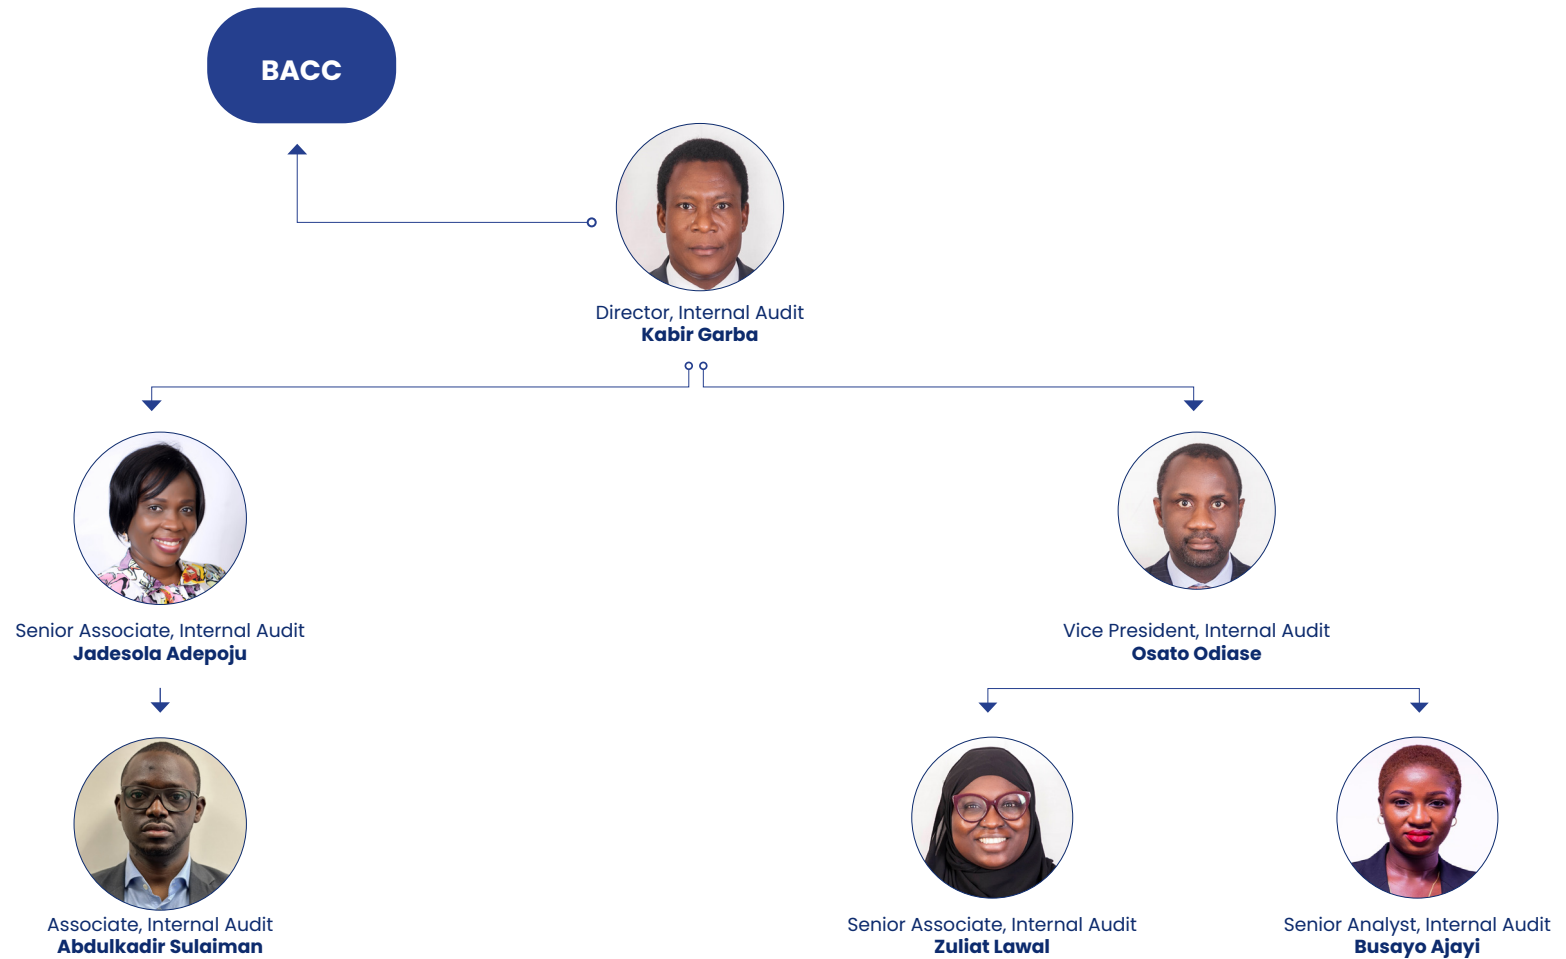 BACC
Director, Internal Audit
Kabir Garba
Senior Associate, Internal Audit
Jadesola Adepoju
Vice President, Internal Audit
Osato Odiase
Associate, Internal Audit
Abdulkadir Sulaiman
Senior Associate, Internal Audit
Zuliat Lawal
Senior Analyst, Internal Audit
Busayo Ajayi